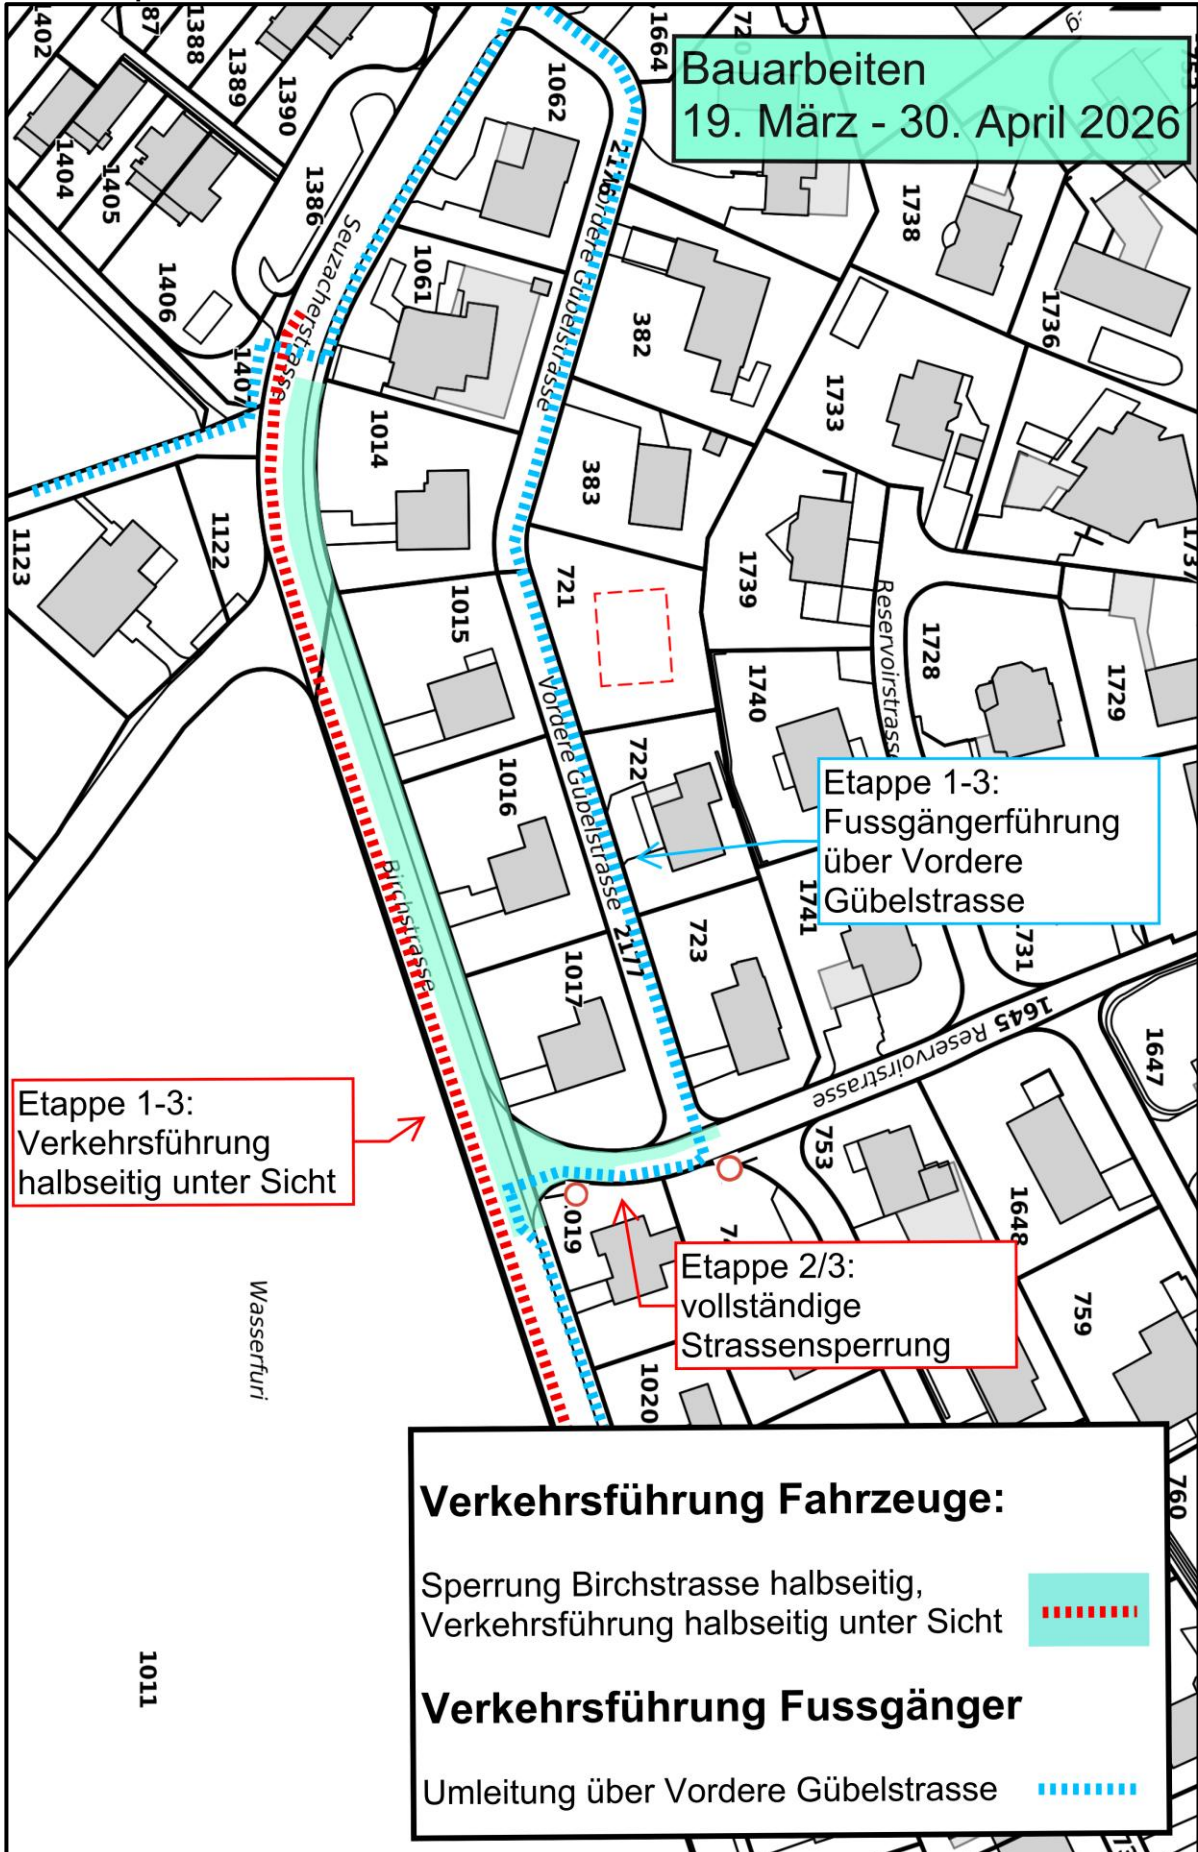 Bauarbeiten
19. März - 30. April 2026
1402
1388
1389
1390
1404
1405
1386
1406
1407
1664
1062
2176
Vordere Gübelstrasse
Seuzacherstrasse
1061
382
1738
1736
1733
1014
383
1739
1123
1122
721
1015
Reservoirstrasse
1728
1729
1740
Vordere Gübelstrasse
722
1016
Etappe 1-3:
Fussgängerführung
über Vordere
Gübelstrasse
Birchstrasse
1741
723
2177
1017
1731
1645 Reservoirstrasse
1647
Etappe 1-3:
Verkehrsführung
halbseitig unter Sicht
753
1648
Etappe 2/3:
vollständige
Strassensperrung
759
Wasserfuri
1020
Verkehrsführung Fahrzeuge:
Sperrung Birchstrasse halbseitig,
Verkehrsführung halbseitig unter Sicht
Verkehrsführung Fussgänger
Umleitung über Vordere Gübelstrasse
760
1011